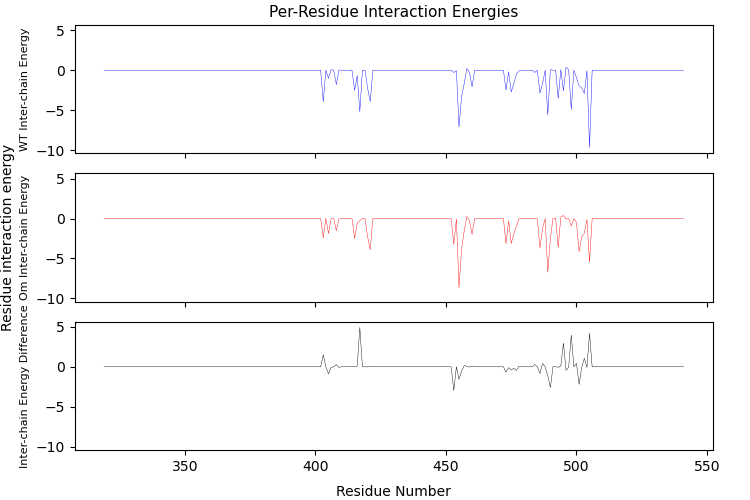 Per-Residue Interaction Energies
Residue interaction energy
WT Inter-chain Energy
5
0
−5
−10
Om Inter-chain Energy
5
0
−5
−10
Inter-chain Energy Difference
5
0
−5
−10
350
400
450
500
550
Residue Number